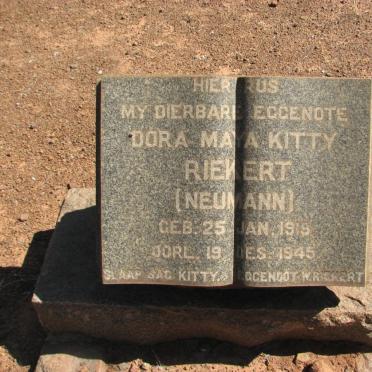 HIER RUS
MY DIERBARE EGGENOTE
DORA MAYA KITTY
RIEKERT
(NEUMANN)
GEB. 25 JAN. 1915
OORL. 19 DES. 1945
SLAAP SAG KITTY. EGGENOOT W. RIEKERT